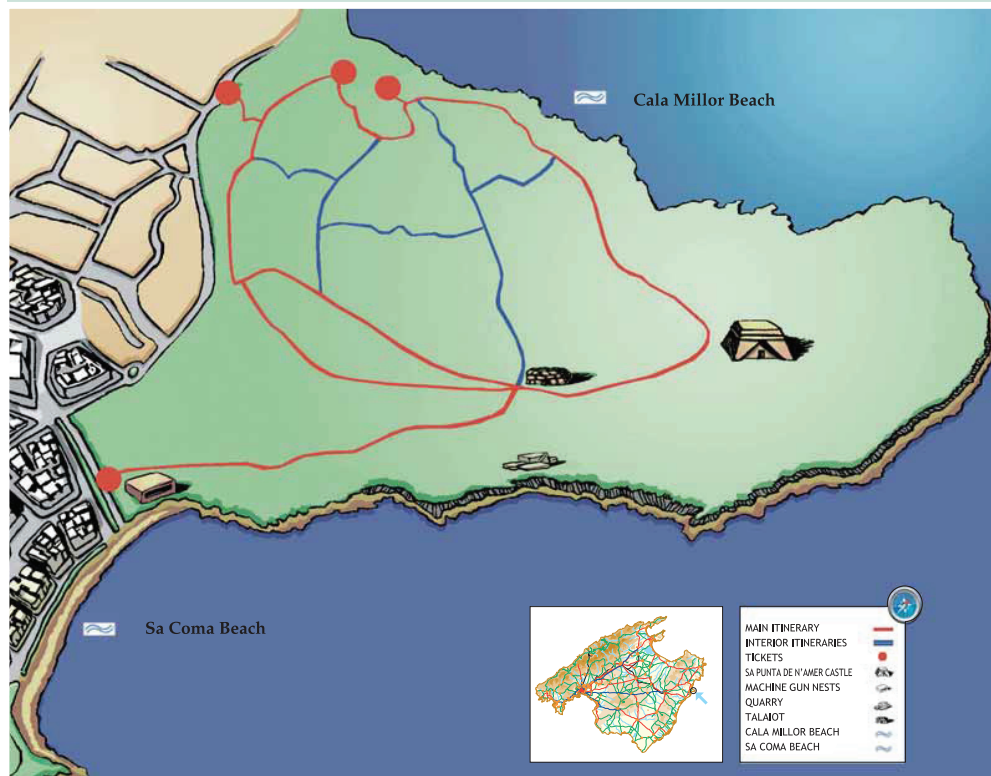 Cala Millor Beach
Sa Coma Beach
MAIN ITINERARY
INTERIOR ITINERARIES
TICKETS
SA PUNTA DE N'AMER CASTLE
MACHINE GUN NESTS
QUARRY
TALAIOT
CALA MILLOR BEACH
SA COMA BEACH